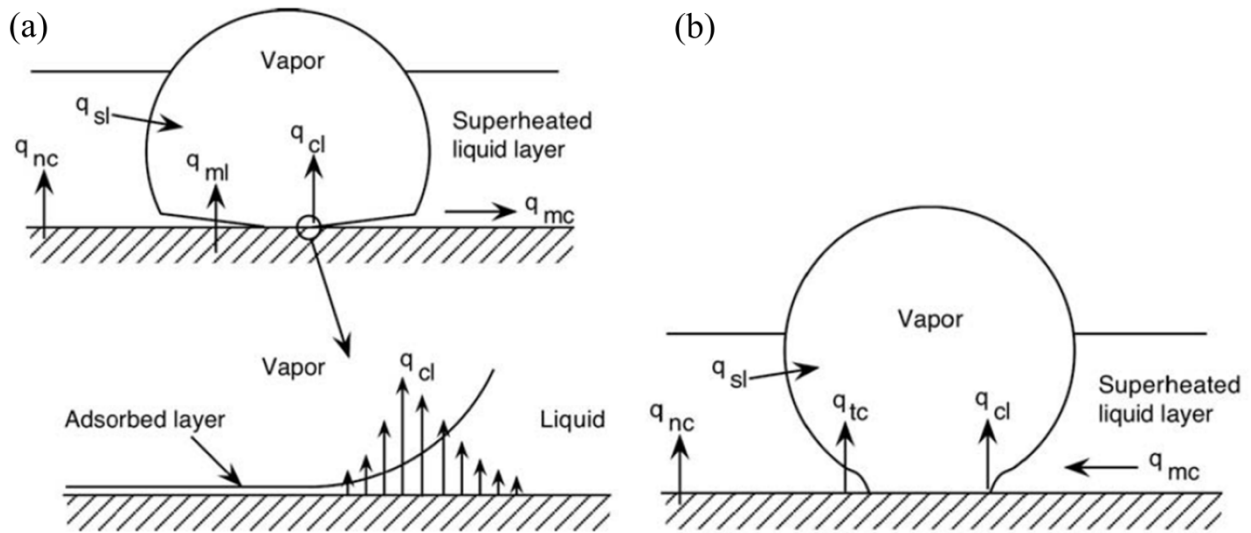 (a)
Vapor
q sl
q cl
Superheated
liquid layer
q nc
q ml
q mc
Vapor
q cl
Adsorbed layer
Liquid
(b)
Vapor
q sl
Superheated
liquid layer
q nc
q tc
q cl
q mc